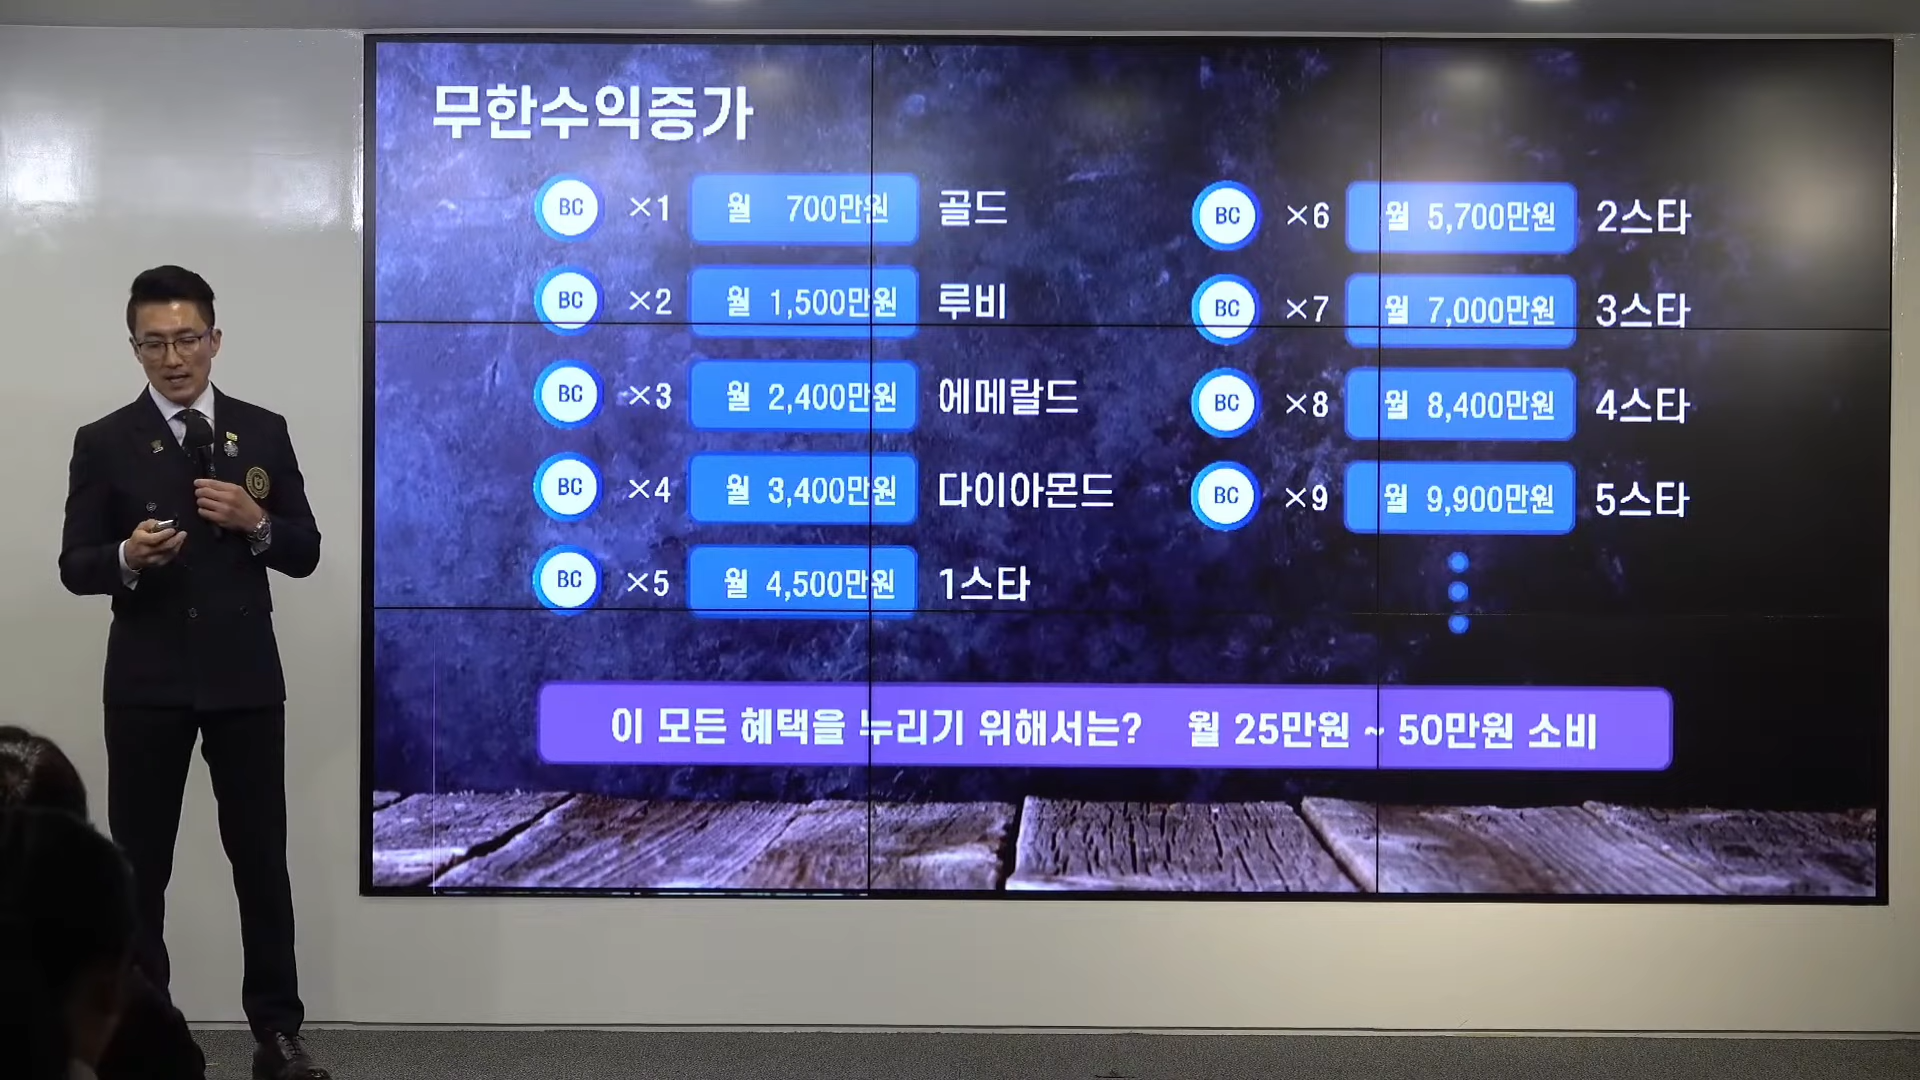 무한수익증가
BC ×1 월 700만원 골드
BC ×2 월 1,500만원 루비
BC ×3 월 2,400만원 에메랄드
BC ×4 월 3,400만원 다이아몬드
BC ×5 월 4,500만원 1스타
BC ×6 월 5,700만원 2스타
BC ×7 월 7,000만원 3스타
BC ×8 월 8,400만원 4스타
BC ×9 월 9,900만원 5스타
이 모든 혜택을 누리기 위해서는? 월 25만원 ~ 50만원 소비